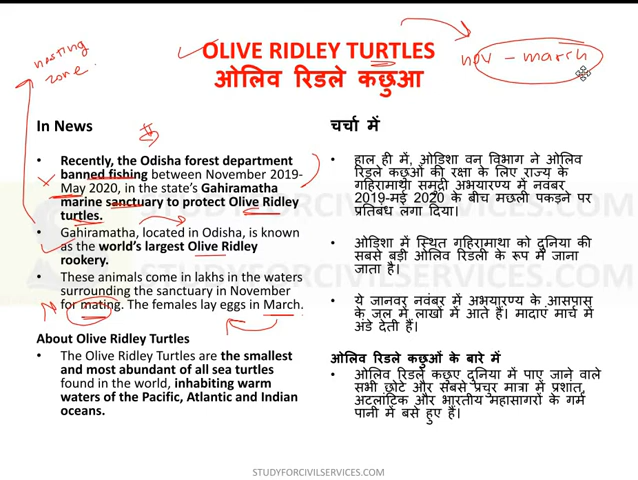 OLIVE RIDLEY TURTLES
ओलिव रिडले कछुआ
nov - march
nesting
zone
In News
• Recently, the Odisha forest department
banned fishing between November 2019-
May 2020, in the state's Gahiramatha
marine sanctuary to protect Olive Ridley
turtles.
• Gahiramatha, located in Odisha, is known
as the world's largest Olive Ridley
rookery.
• These animals come in lakhs in the waters
surrounding the sanctuary in November
for mating. The females lay eggs in March.
About Olive Ridley Turtles
• The Olive Ridley Turtles are the smallest
and most abundant of all sea turtles
found in the world, inhabiting warm
waters of the Pacific, Atlantic and Indian
oceans.
चर्चा में
• हाल ही में, ओडिशा वन विभाग ने ओलिव
रिडले कछुओं की रक्षा के लिए राज्य के
गहिरामाथा समुद्री अभयारण्य में नवंबर
2019-मई 2020 के बीच मछली पकड़ने पर
प्रतिबंध लगा दिया।
• ओडिशा में स्थित गहिरामाथा को दुनिया की
सबसे बड़ी ओलिव रिडली के रूप में जाना
जाता है।
• ये जानवर नवंबर में अभयारण्य के आसपास
के जल में लाखों में आते हैं। मादाएं मार्च में
अंडे देती हैं।
ओलिव रिडले कछुओं के बारे में
• ओलिव रिडले कछुए दुनिया में पाए जाने वाले
सभी छोटे और सबसे प्रचुर मात्रा में प्रशांत,
अटलांटिक और भारतीय महासागरों के गर्म
पानी में बसे हुए हैं।
STUDYFORCIVILSERVICES.COM